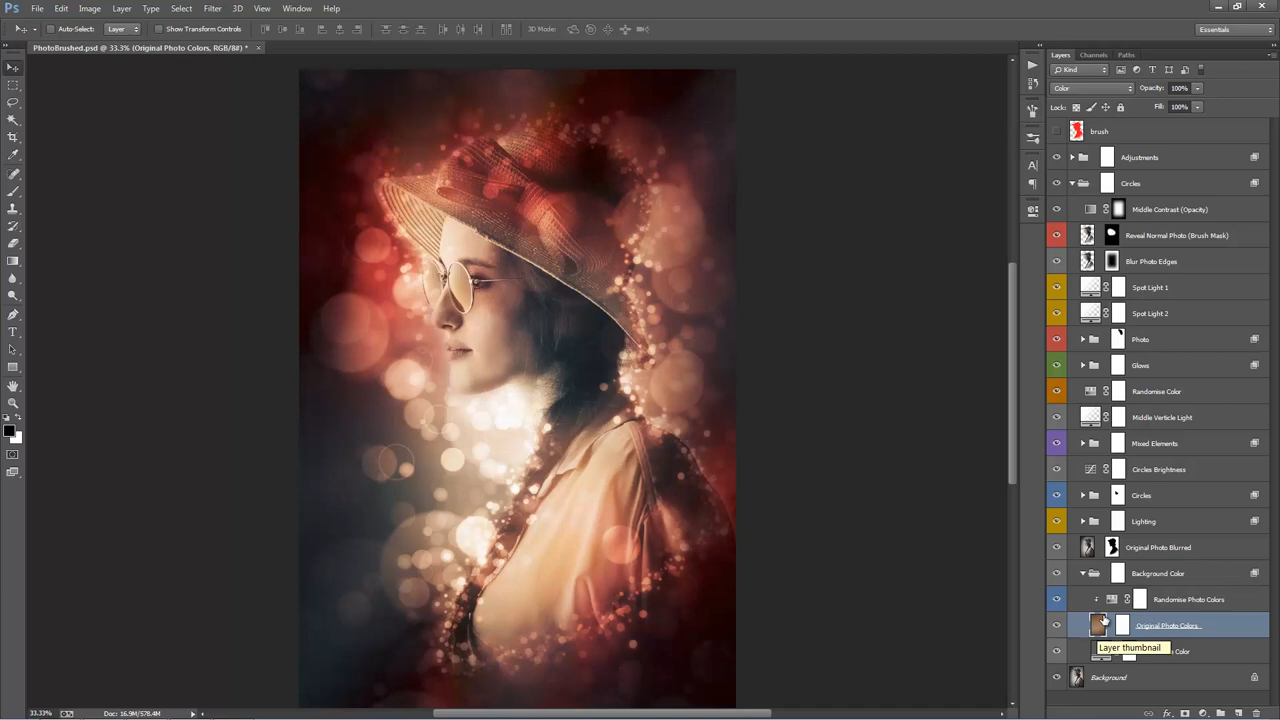 Ps File Edit Image Layer Type Select Filter 3D View Window Help
Auto-Select: Layer Show Transform Controls 3D Mode: Essentials
PhotoBrushed.psd @ 33.3% (Original Photo Colors, RGB/8#) * ×
Layers Channels Paths
Kind
Color Opacity: 100%
Lock: Fill: 100%
brush
Adjustments
Circles
Middle Contrast (Opacity)
Reveal Normal Photo (Brush Mask)
Blur Photo Edges
Spot Light 1
Spot Light 2
Photo
Glows
Randomise Color
Middle Verticle Light
Mixed Elements
Circles Brightness
Circles
Lighting
Original Photo Blurred
Background Color
Randomise Photo Colors
Original Photo Colors
Layer thumbnail
Color
Background
33.33% Doc: 16.9M/578.4M